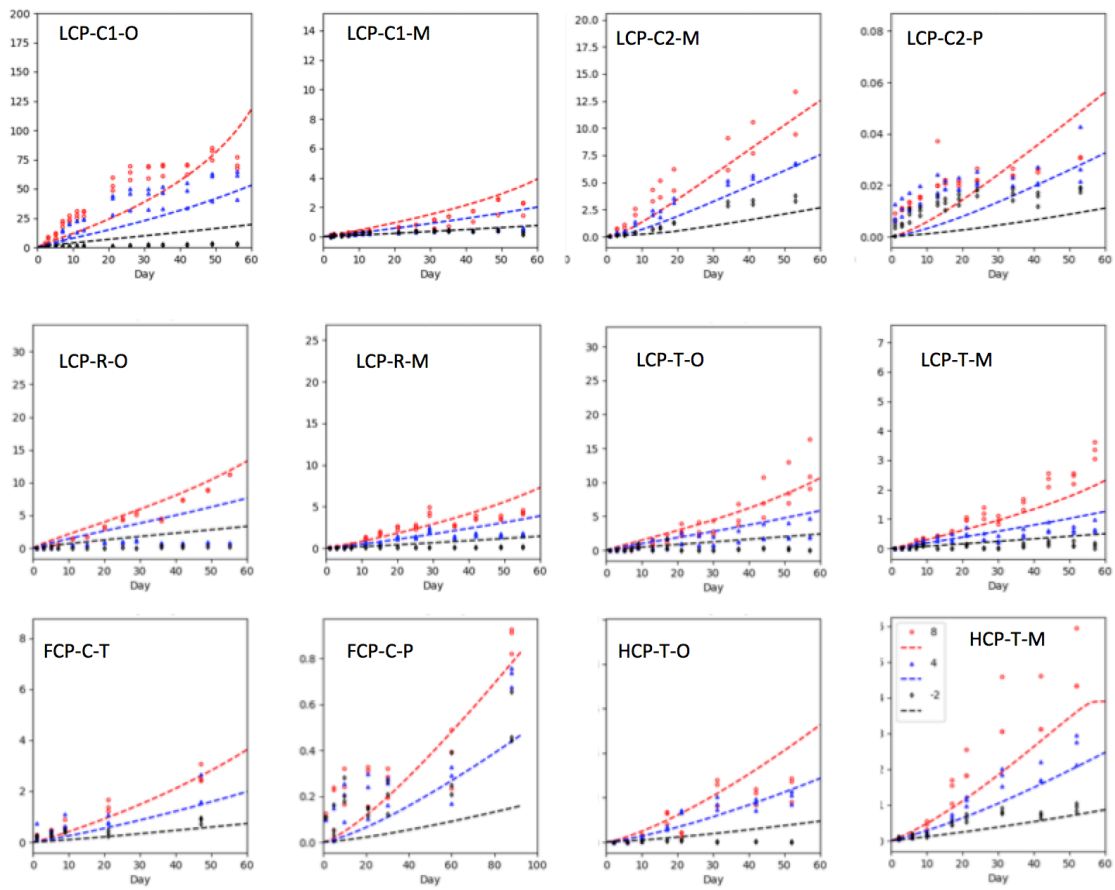 LCP-C1-O
200
175
150
125
100
75
50
25
0
0 10 20 30 40 50 60
Day
LCP-C1-M
14
12
10
8
6
4
2
0
0 10 20 30 40 50 60
Day
LCP-C2-M
20.0
17.5
15.0
12.5
10.0
7.5
5.0
2.5
0.0
0 10 20 30 40 50 60
Day
LCP-C2-P
0.08
0.06
0.04
0.02
0.00
0 10 20 30 40 50 60
Day
LCP-R-O
30
25
20
15
10
5
0
0 10 20 30 40 50 60
Day
LCP-R-M
25
20
15
10
5
0
0 10 20 30 40 50 60
Day
LCP-T-O
30
25
20
15
10
5
0
0 10 20 30 40 50 60
Day
LCP-T-M
7
6
5
4
3
2
1
0
0 10 20 30 40 50 60
Day
FCP-C-T
8
6
4
2
0
0 10 20 30 40 50 60
Day
FCP-C-P
0.8
0.6
0.4
0.2
0.0
0 20 40 60 80 100
Day
HCP-T-O
0 10 20 30 40 50 60
Day
HCP-T-M
8
4
-2
0 10 20 30 40 50 60
Day